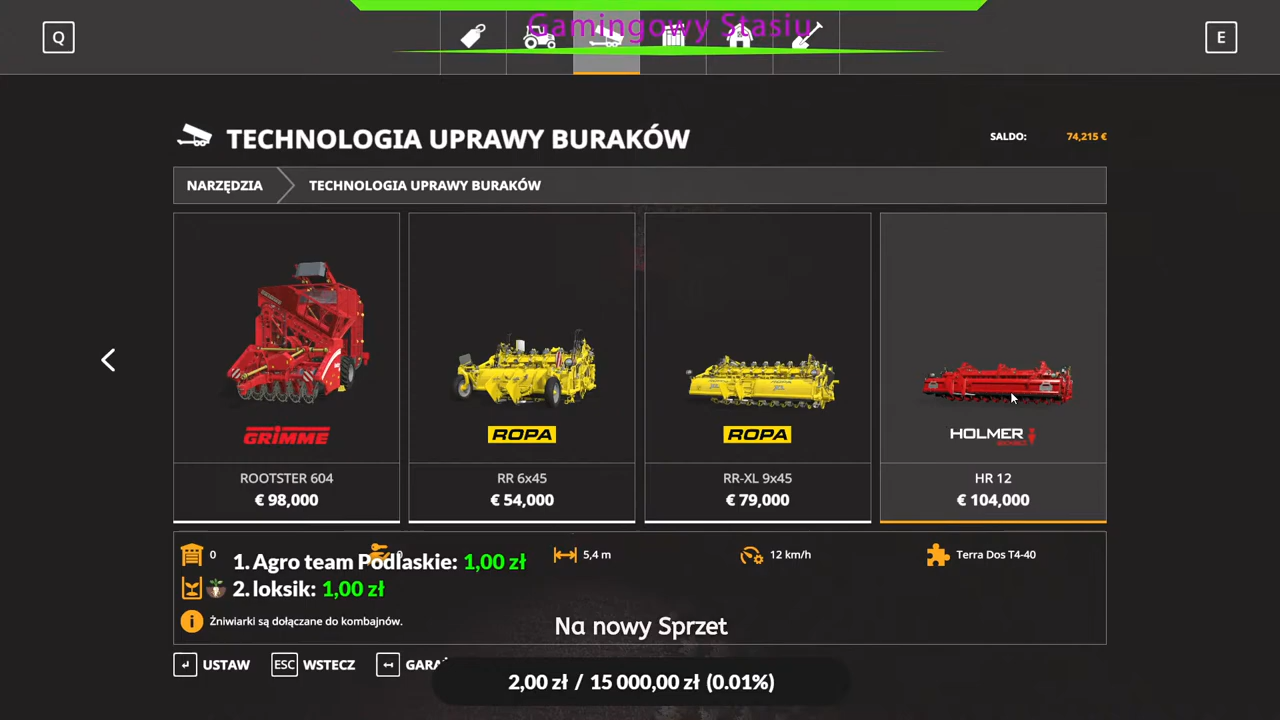 Gamingowy Stasiu
Q
E
TECHNOLOGIA UPRAWY BURAKÓW
SALDO: 74,215 €
NARZĘDZIA
TECHNOLOGIA UPRAWY BURAKÓW
GRIMME
ROPA
ROPA
HOLMER
ROOTSTER 604
€ 98,000
RR 6x45
€ 54,000
RR-XL 9x45
€ 79,000
HR 12
€ 104,000
0
0
5,4 m
12 km/h
Terra Dos T4-40
1. Agro team Podlaskie: 1,00 zł
2. loksik: 1,00 zł
Żniwiarki są dołączane do kombajnów.
Na nowy Sprzet
USTAW
ESC WSTECZ
GARA
2,00 zł / 15 000,00 zł (0.01%)